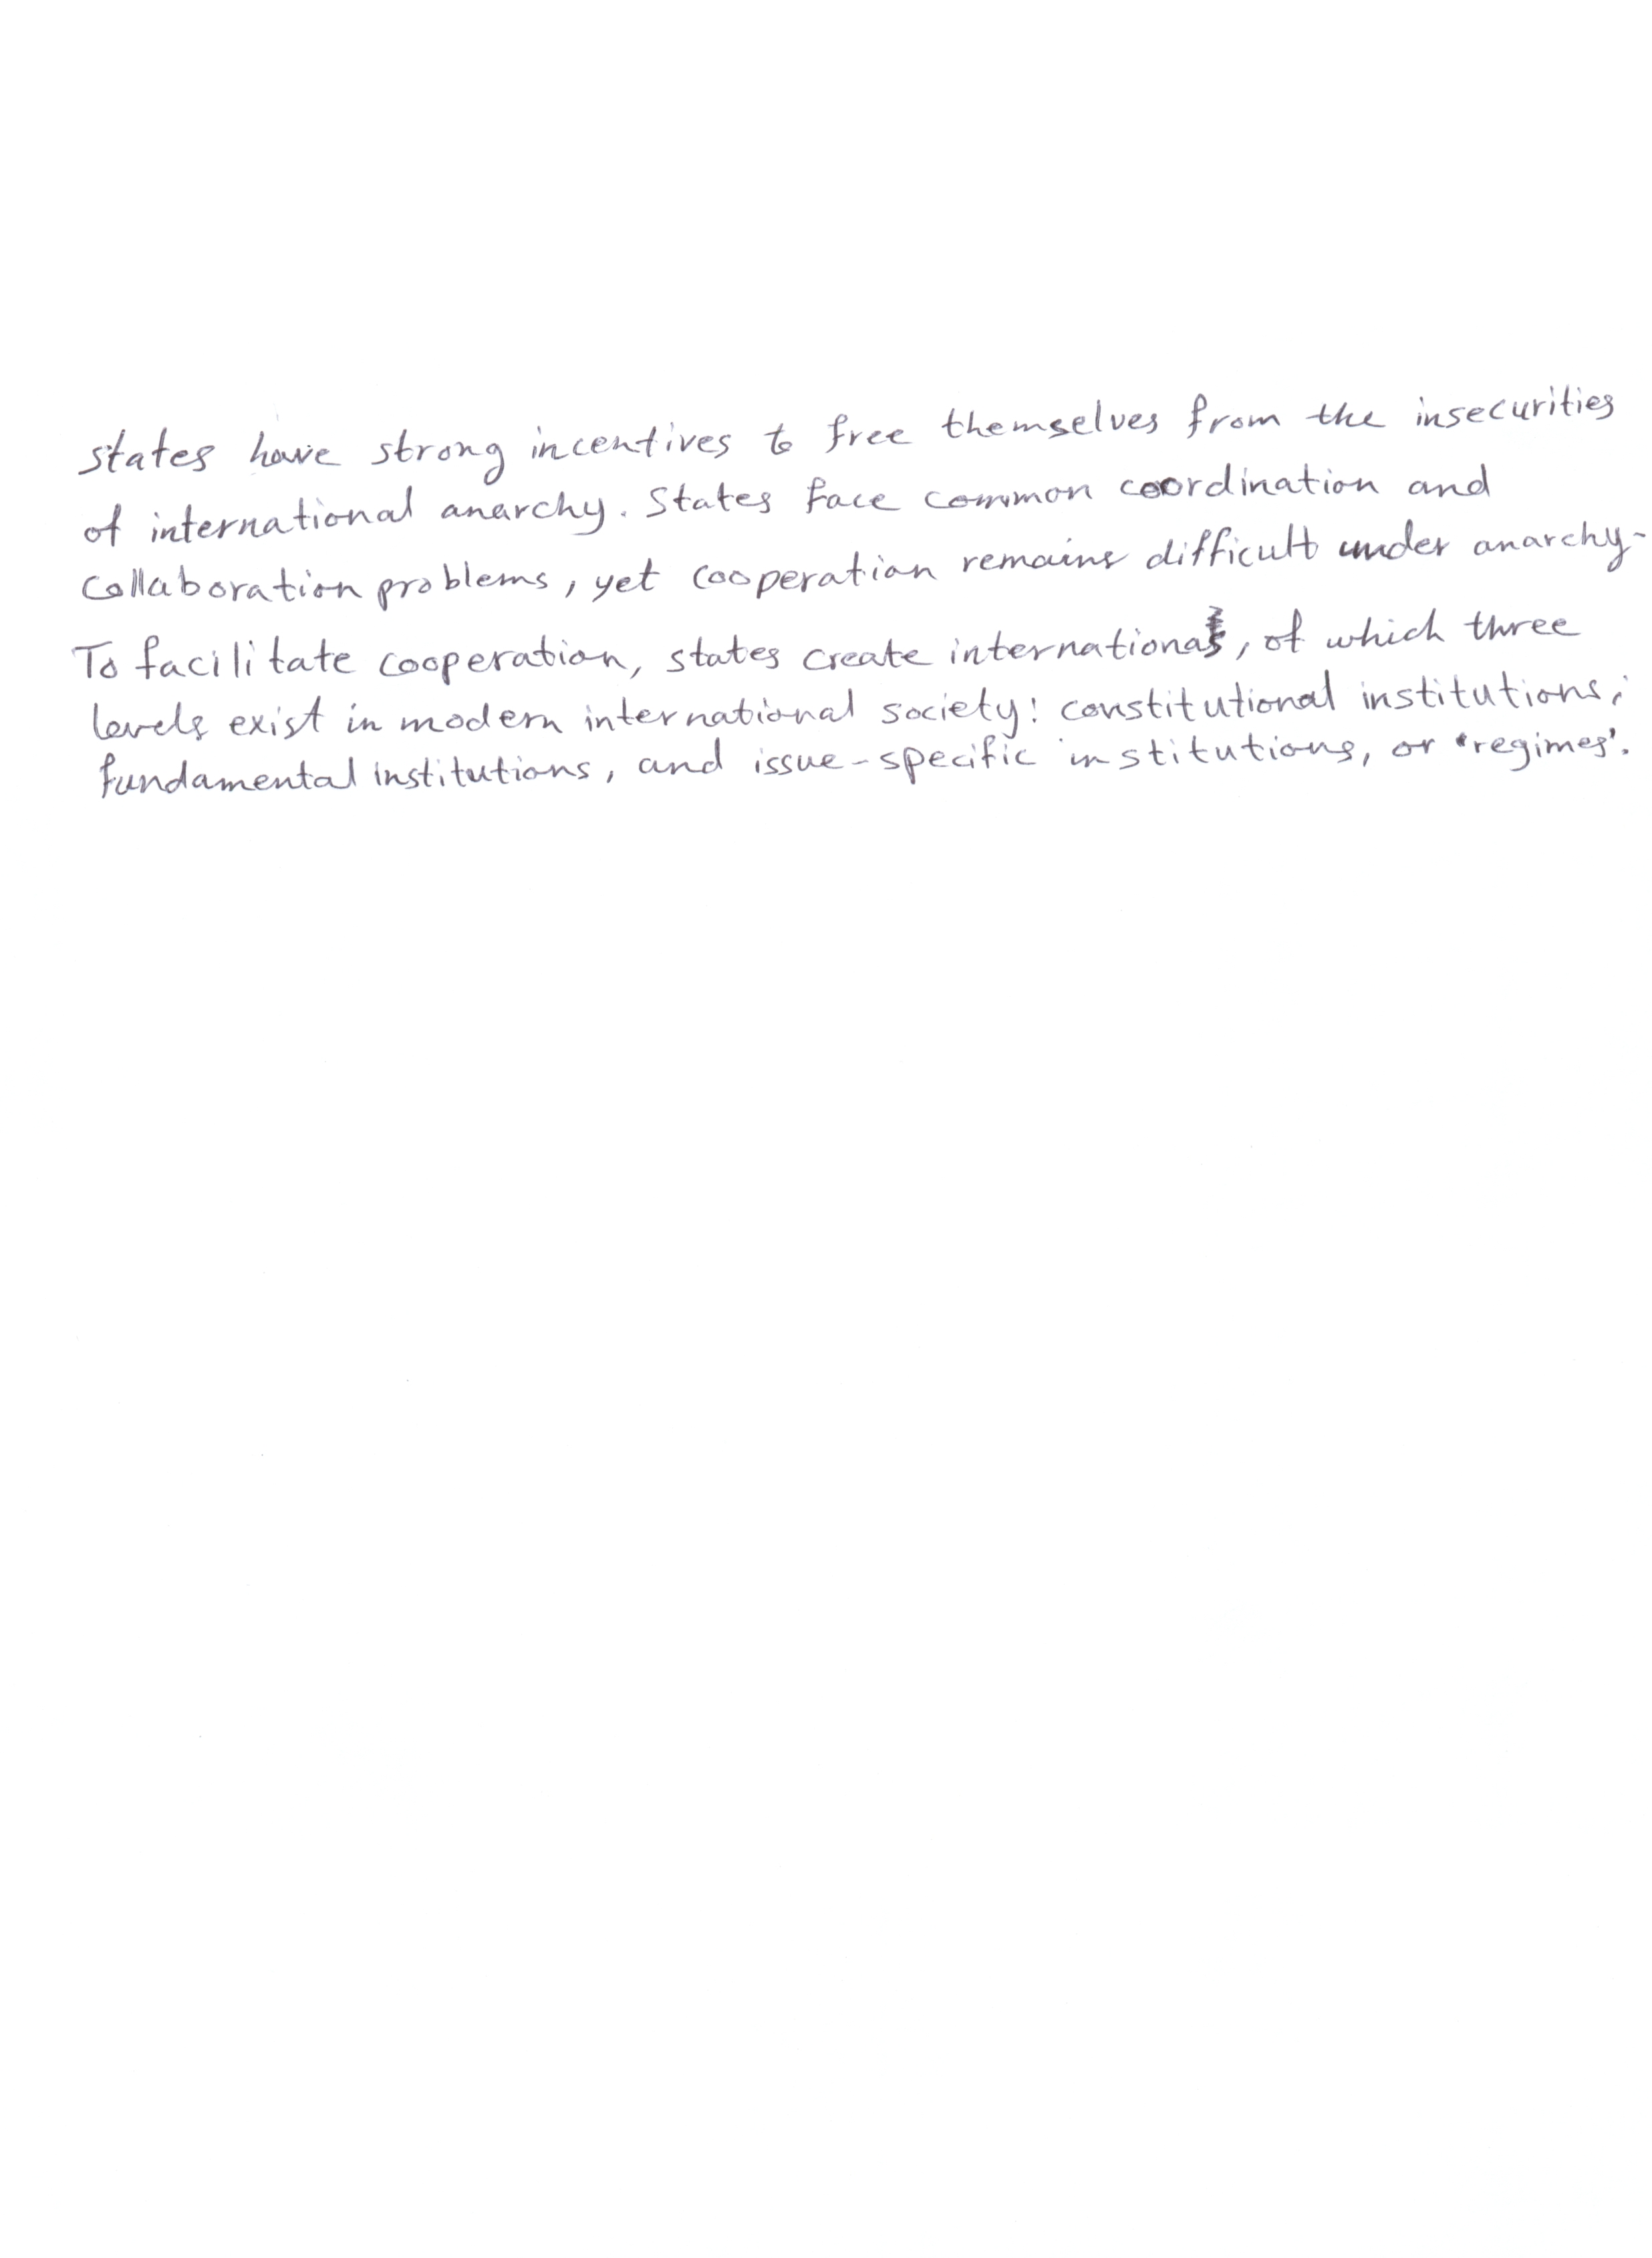 states have strong incentives to free themselves from the insecurities
of international anarchy. States face common coordination and
collaboration problems, yet cooperation remains difficult under anarchy.
To facilitate cooperation, states create internationas, of which three
levels exist in modern international society: constitutional institutions;
fundamental institutions, and issue-specific institutions, or 'regimes'.